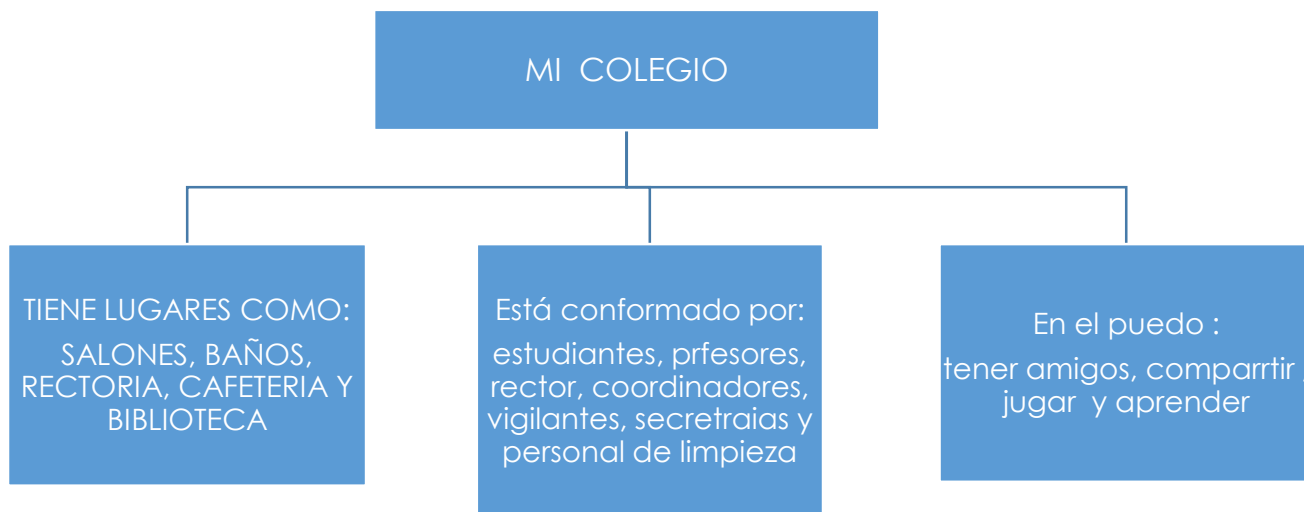 MI COLEGIO
TIENE LUGARES COMO:
SALONES, BAÑOS,
RECTORIA, CAFETERIA Y
BIBLIOTECA
Está conformado por:
estudiantes, prfesores,
rector, coordinadores,
vigilantes, secretraias y
personal de limpieza
En el puedo :
tener amigos, comparrtir ,
jugar y aprender